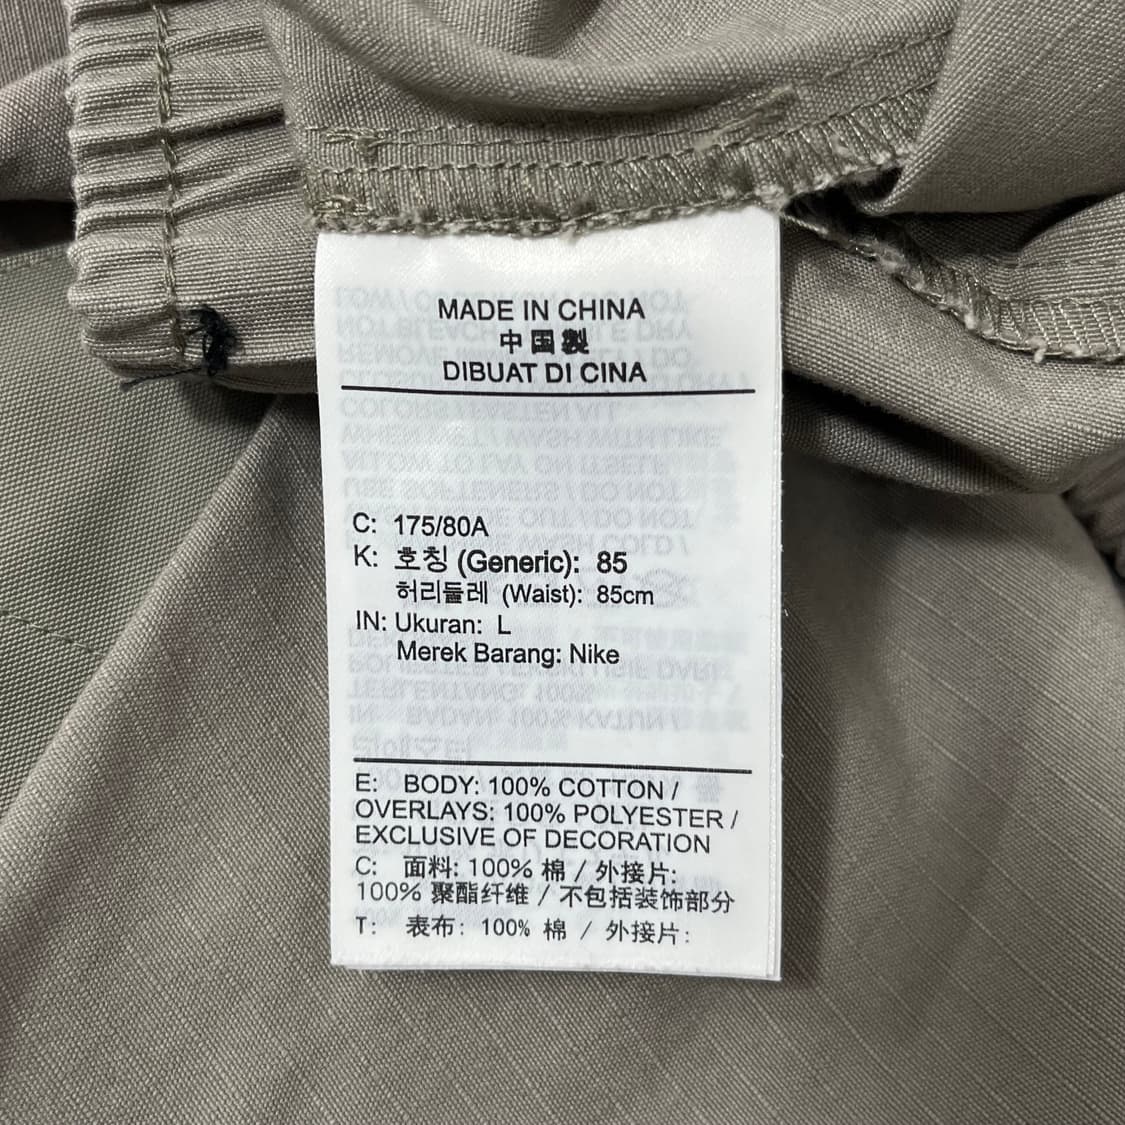 MADE IN CHINA
中国製
DIBUAT DI CINA
C: 175/80A
K: 호칭 (Generic): 85
허리둘레 (Waist): 85cm
IN: Ukuran: L
Merek Barang: Nike
E: BODY: 100% COTTON /
OVERLAYS: 100% POLYESTER /
EXCLUSIVE OF DECORATION
C: 面料: 100% 棉 / 外接片:
100% 聚酯纤维 / 不包括装饰部分
T: 表布: 100% 棉 / 外接片: